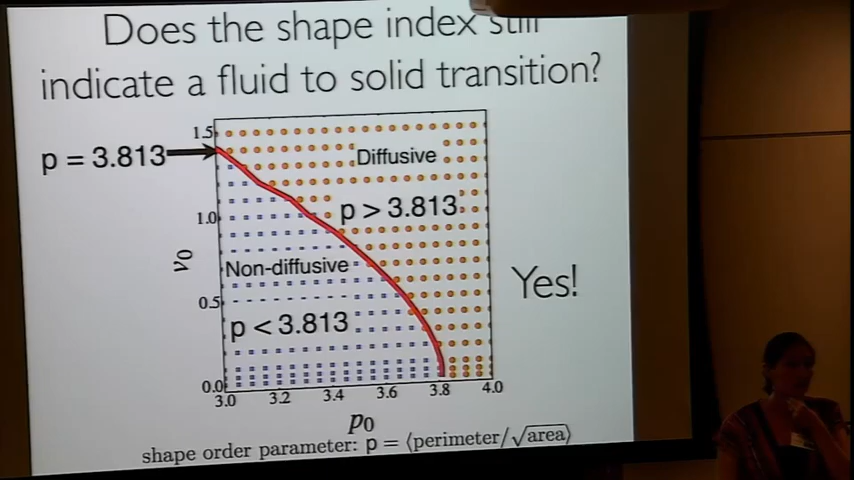 Does the shape index still
indicate a fluid to solid transition?
p = 3.813
1.5
Diffusive
p > 3.813
1.0
v0
Non-diffusive
Yes!
0.5
p < 3.813
0.0
3.0 3.2 3.4 3.6 3.8 4.0
p0
shape order parameter: p = ⟨perimeter/√area⟩